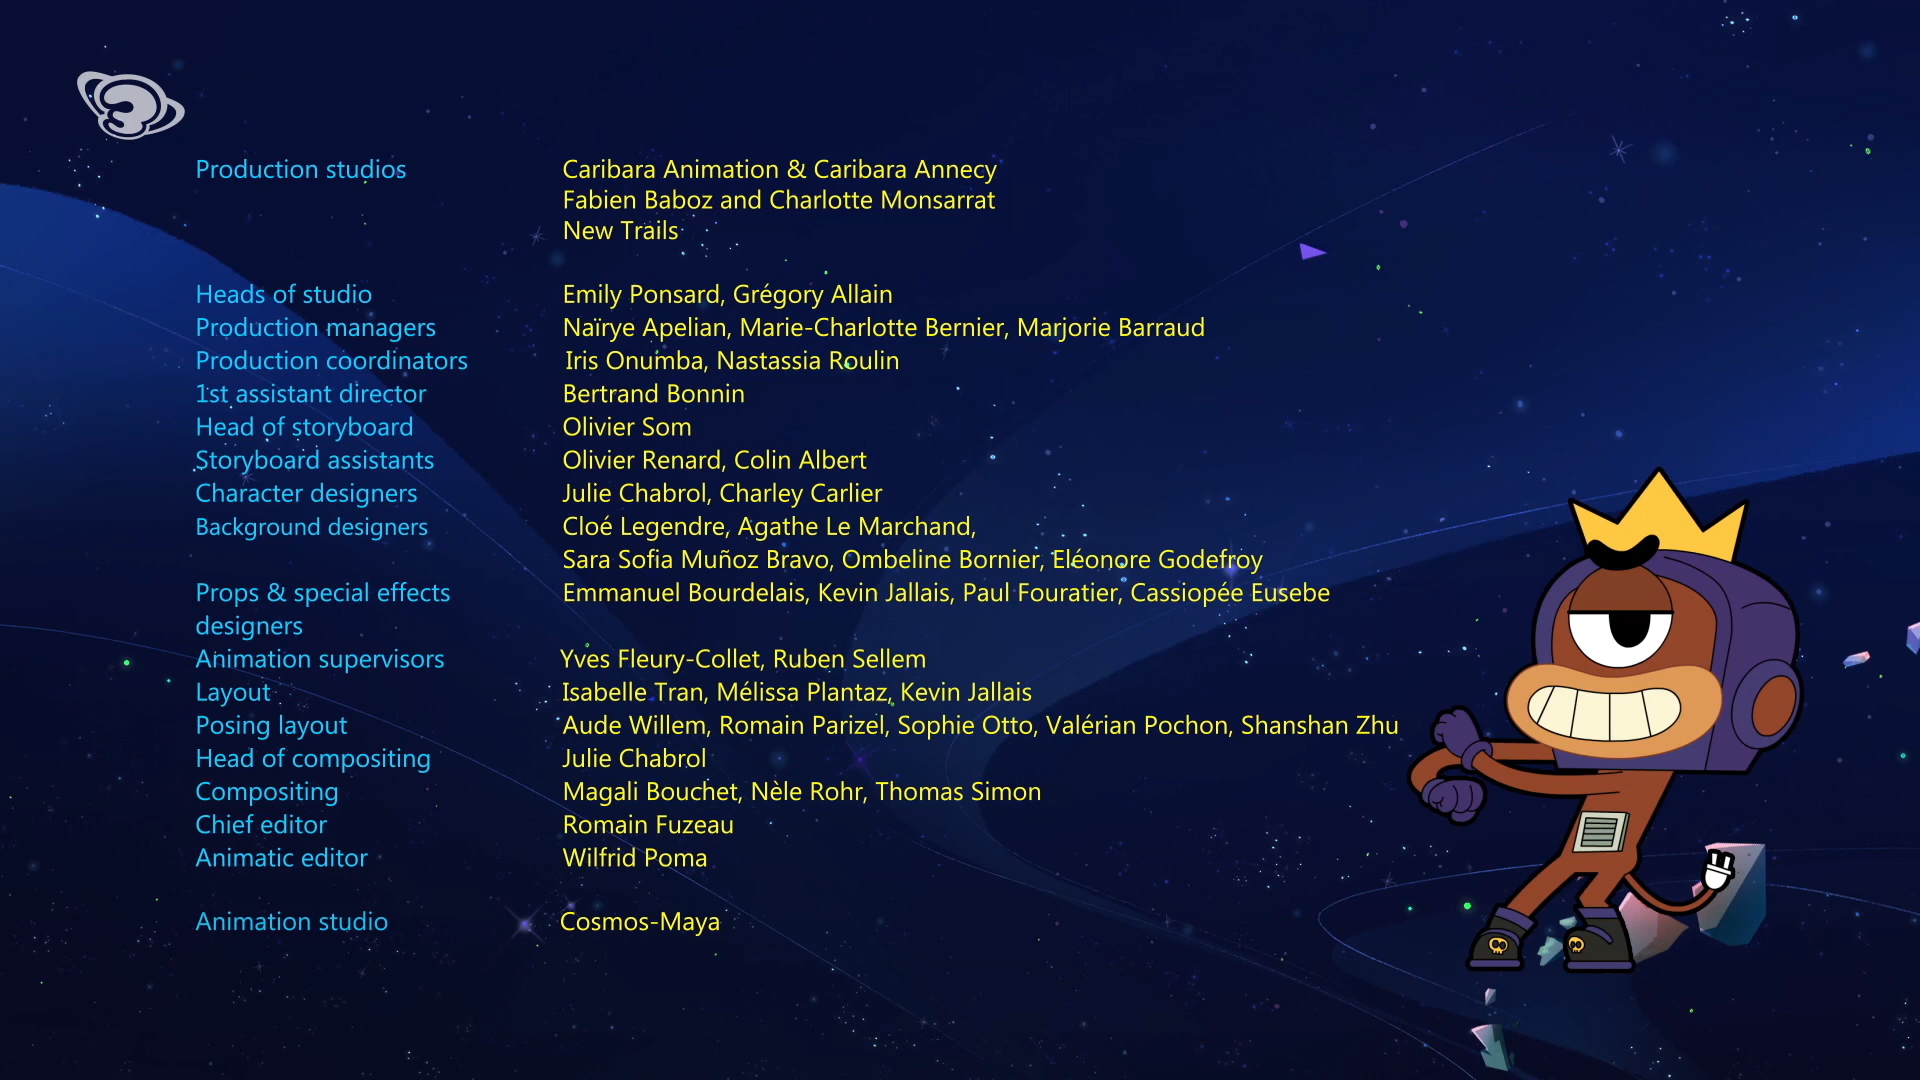 3
Production studios Caribara Animation & Caribara Annecy
Fabien Baboz and Charlotte Monsarrat
New Trails
Heads of studio Emily Ponsard, Grégory Allain
Production managers Naïrye Apelian, Marie-Charlotte Bernier, Marjorie Barraud
Production coordinators Iris Onumba, Nastassia Roulin
1st assistant director Bertrand Bonnin
Head of storyboard Olivier Som
Storyboard assistants Olivier Renard, Colin Albert
Character designers Julie Chabrol, Charley Carlier
Background designers Cloé Legendre, Agathe Le Marchand,
Sara Sofia Muñoz Bravo, Ombeline Bornier, Eléonore Godefroy
Props & special effects Emmanuel Bourdelais, Kevin Jallais, Paul Fouratier, Cassiopée Eusebe
designers
Animation supervisors Yves Fleury-Collet, Ruben Sellem
Layout Isabelle Tran, Mélissa Plantaz, Kevin Jallais
Posing layout Aude Willem, Romain Parizel, Sophie Otto, Valérian Pochon, Shanshan Zhu
Head of compositing Julie Chabrol
Compositing Magali Bouchet, Nèle Rohr, Thomas Simon
Chief editor Romain Fuzeau
Animatic editor Wilfrid Poma
Animation studio Cosmos-Maya